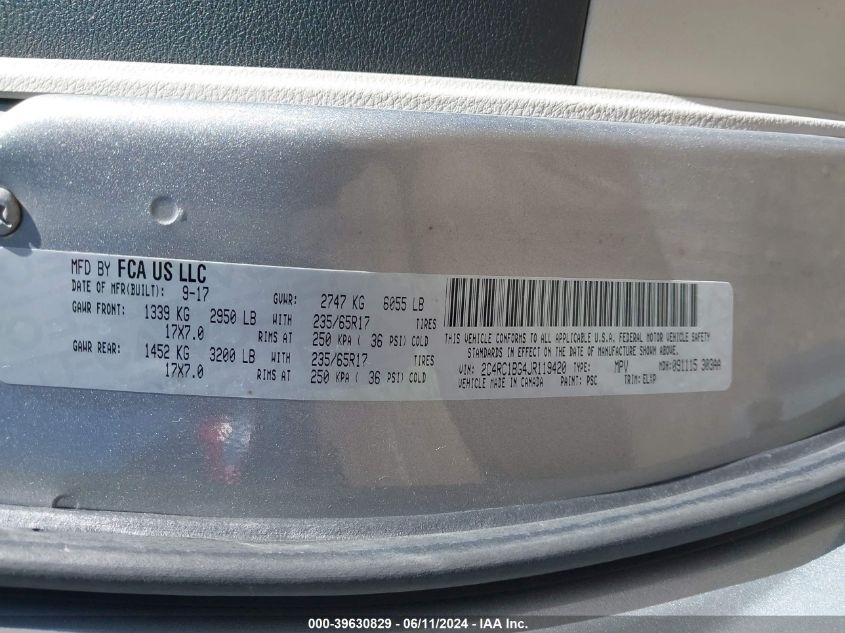 MFD BY FCA US LLC
DATE OF MFR(BUILT): 9-17 GVWR: 2747 KG 6055 LB
GAWR FRONT: 1339 KG 2950 LB WITH 235/65R17 TIRES
17X7.0 RIMS AT 250 KPA ( 36 PSI) COLD
GAWR REAR: 1452 KG 3200 LB WITH 235/65R17 TIRES
17X7.0 RIMS AT 250 KPA ( 36 PSI) COLD
THIS VEHICLE CONFORMS TO ALL APPLICABLE U.S.A. FEDERAL MOTOR VEHICLE SAFETY
STANDARDS IN EFFECT ON THE DATE OF MANUFACTURE SHOWN ABOVE.
VIN: 2C4RC1BG4JR119420 TYPE: MPV MDH: 091115 303AA
VEHICLE MADE IN CANADA PAINT: PSC TRIM: ELXP
000-39630829 - 06/11/2024 - © IAA Inc.